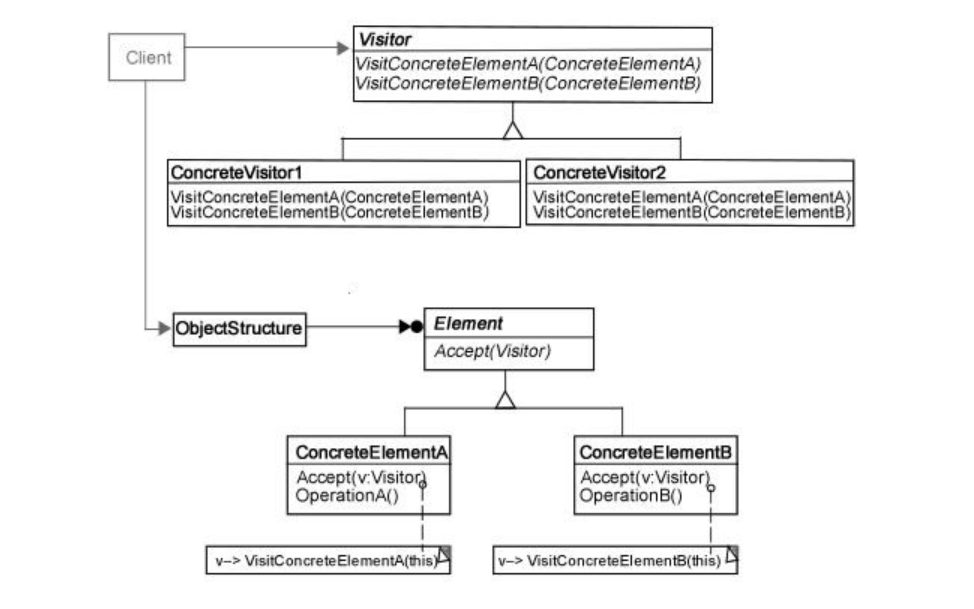 Client
Visitor
VisitConcreteElementA(ConcreteElementA)
VisitConcreteElementB(ConcreteElementB)
ConcreteVisitor1
VisitConcreteElementA(ConcreteElementA)
VisitConcreteElementB(ConcreteElementB)
ConcreteVisitor2
VisitConcreteElementA(ConcreteElementA)
VisitConcreteElementB(ConcreteElementB)
ObjectStructure
Element
Accept(Visitor)
ConcreteElementA
Accept(v:Visitor)
OperationA()
ConcreteElementB
Accept(v:Visitor)
OperationB()
v–> VisitConcreteElementA(this)
v–> VisitConcreteElementB(this)